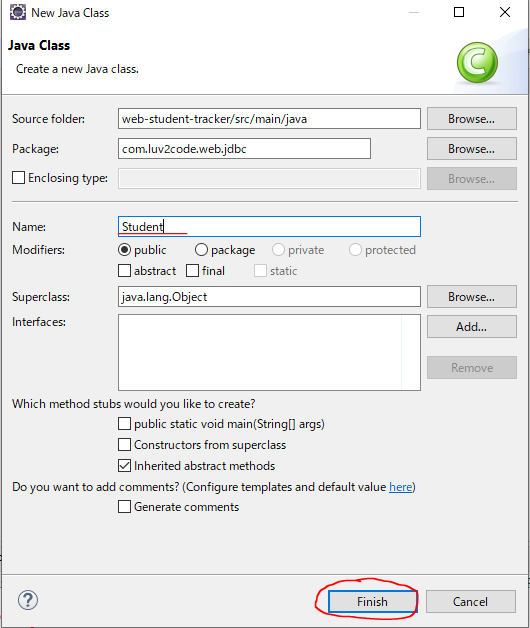 New Java Class
Java Class
Create a new Java class.
Source folder: web-student-tracker/src/main/java Browse...
Package: com.luv2code.web.jdbc Browse...
Enclosing type: Browse...
Name: Student
Modifiers: public package private protected
abstract final static
Superclass: java.lang.Object Browse...
Interfaces: Add...
Remove
Which method stubs would you like to create?
public static void main(String[] args)
Constructors from superclass
Inherited abstract methods
Do you want to add comments? (Configure templates and default value here)
Generate comments
? Finish Cancel